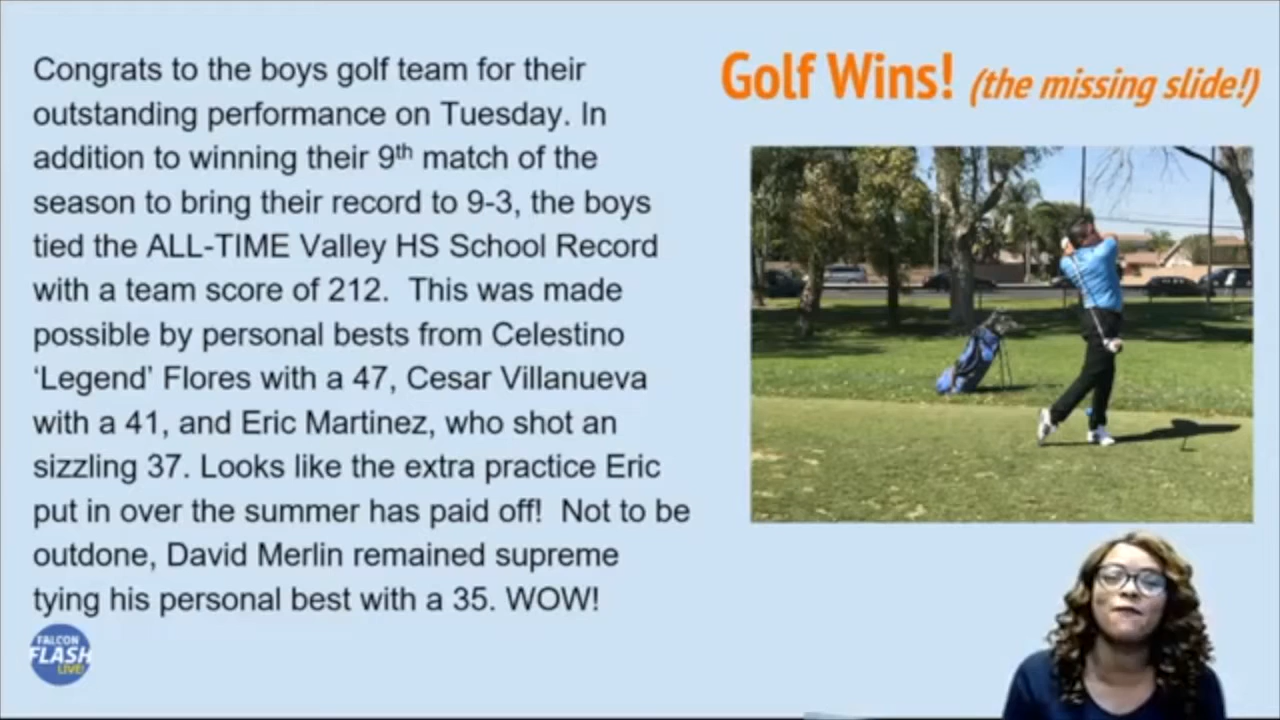 Golf Wins! (the missing slide!)
Congrats to the boys golf team for their
outstanding performance on Tuesday. In
addition to winning their 9th match of the
season to bring their record to 9-3, the boys
tied the ALL-TIME Valley HS School Record
with a team score of 212.  This was made
possible by personal bests from Celestino
‘Legend’ Flores with a 47, Cesar Villanueva
with a 41, and Eric Martinez, who shot an
sizzling 37. Looks like the extra practice Eric
put in over the summer has paid off!  Not to be
outdone, David Merlin remained supreme
tying his personal best with a 35. WOW!
FALCON
FLASH
LIVE!